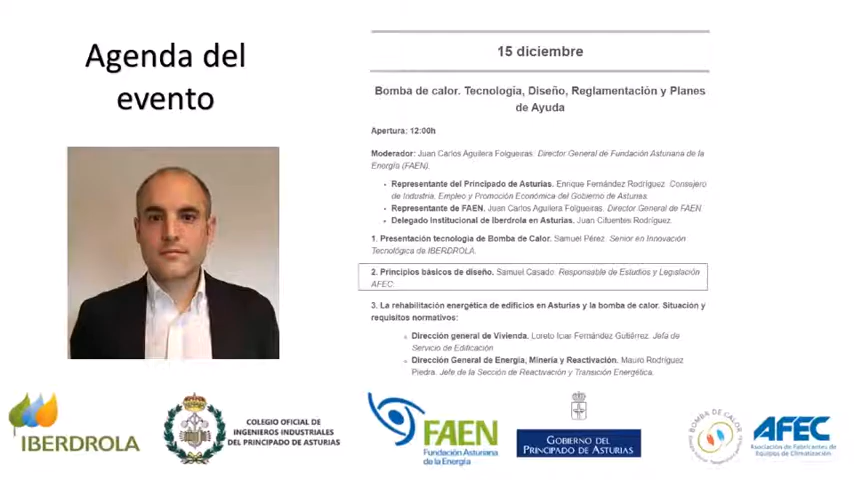 Agenda del
evento
15 diciembre
Bomba de calor. Tecnología, Diseño, Reglamentación y Planes
de Ayuda
Apertura: 12:00h
Moderador: Juan Carlos Aguilera Folgueiras. Director General de Fundación Asturiana de la
Energía (FAEN).
• Representante del Principado de Asturias. Enrique Fernández Rodríguez. Consejero
de Industria, Empleo y Promoción Económica del Gobierno de Asturias.
• Representante de FAEN. Juan Carlos Aguilera Folgueiras. Director General de FAEN
• Delegado Institucional de Iberdrola en Asturias. Juan Cifuentes Rodríguez.
1. Presentación tecnología de Bomba de Calor. Samuel Pérez. Senior en Innovación
Tecnológica de IBERDROLA.
2. Principios básicos de diseño. Samuel Casado. Responsable de Estudios y Legislación
AFEC.
3. La rehabilitación energética de edificios en Asturias y la bomba de calor. Situación y
requisitos normativos:
Dirección general de Vivienda. Loreto Iciar Fernández Gutiérrez. Jefa de
Servicio de Edificación.
Dirección General de Energía, Minería y Reactivación. Mauro Rodríguez
Piedra. Jefe de la Sección de Reactivación y Transición Energética.
IBERDROLA
COLEGIO OFICIAL DE
INGENIEROS INDUSTRIALES
DEL PRINCIPADO DE ASTURIAS
FAEN
Fundación Asturiana
de la Energía
GOBIERNO DEL
PRINCIPADO DE ASTURIAS
BOMBA DE CALOR
AFEC
Asociación de Fabricantes de
Equipos de Climatización